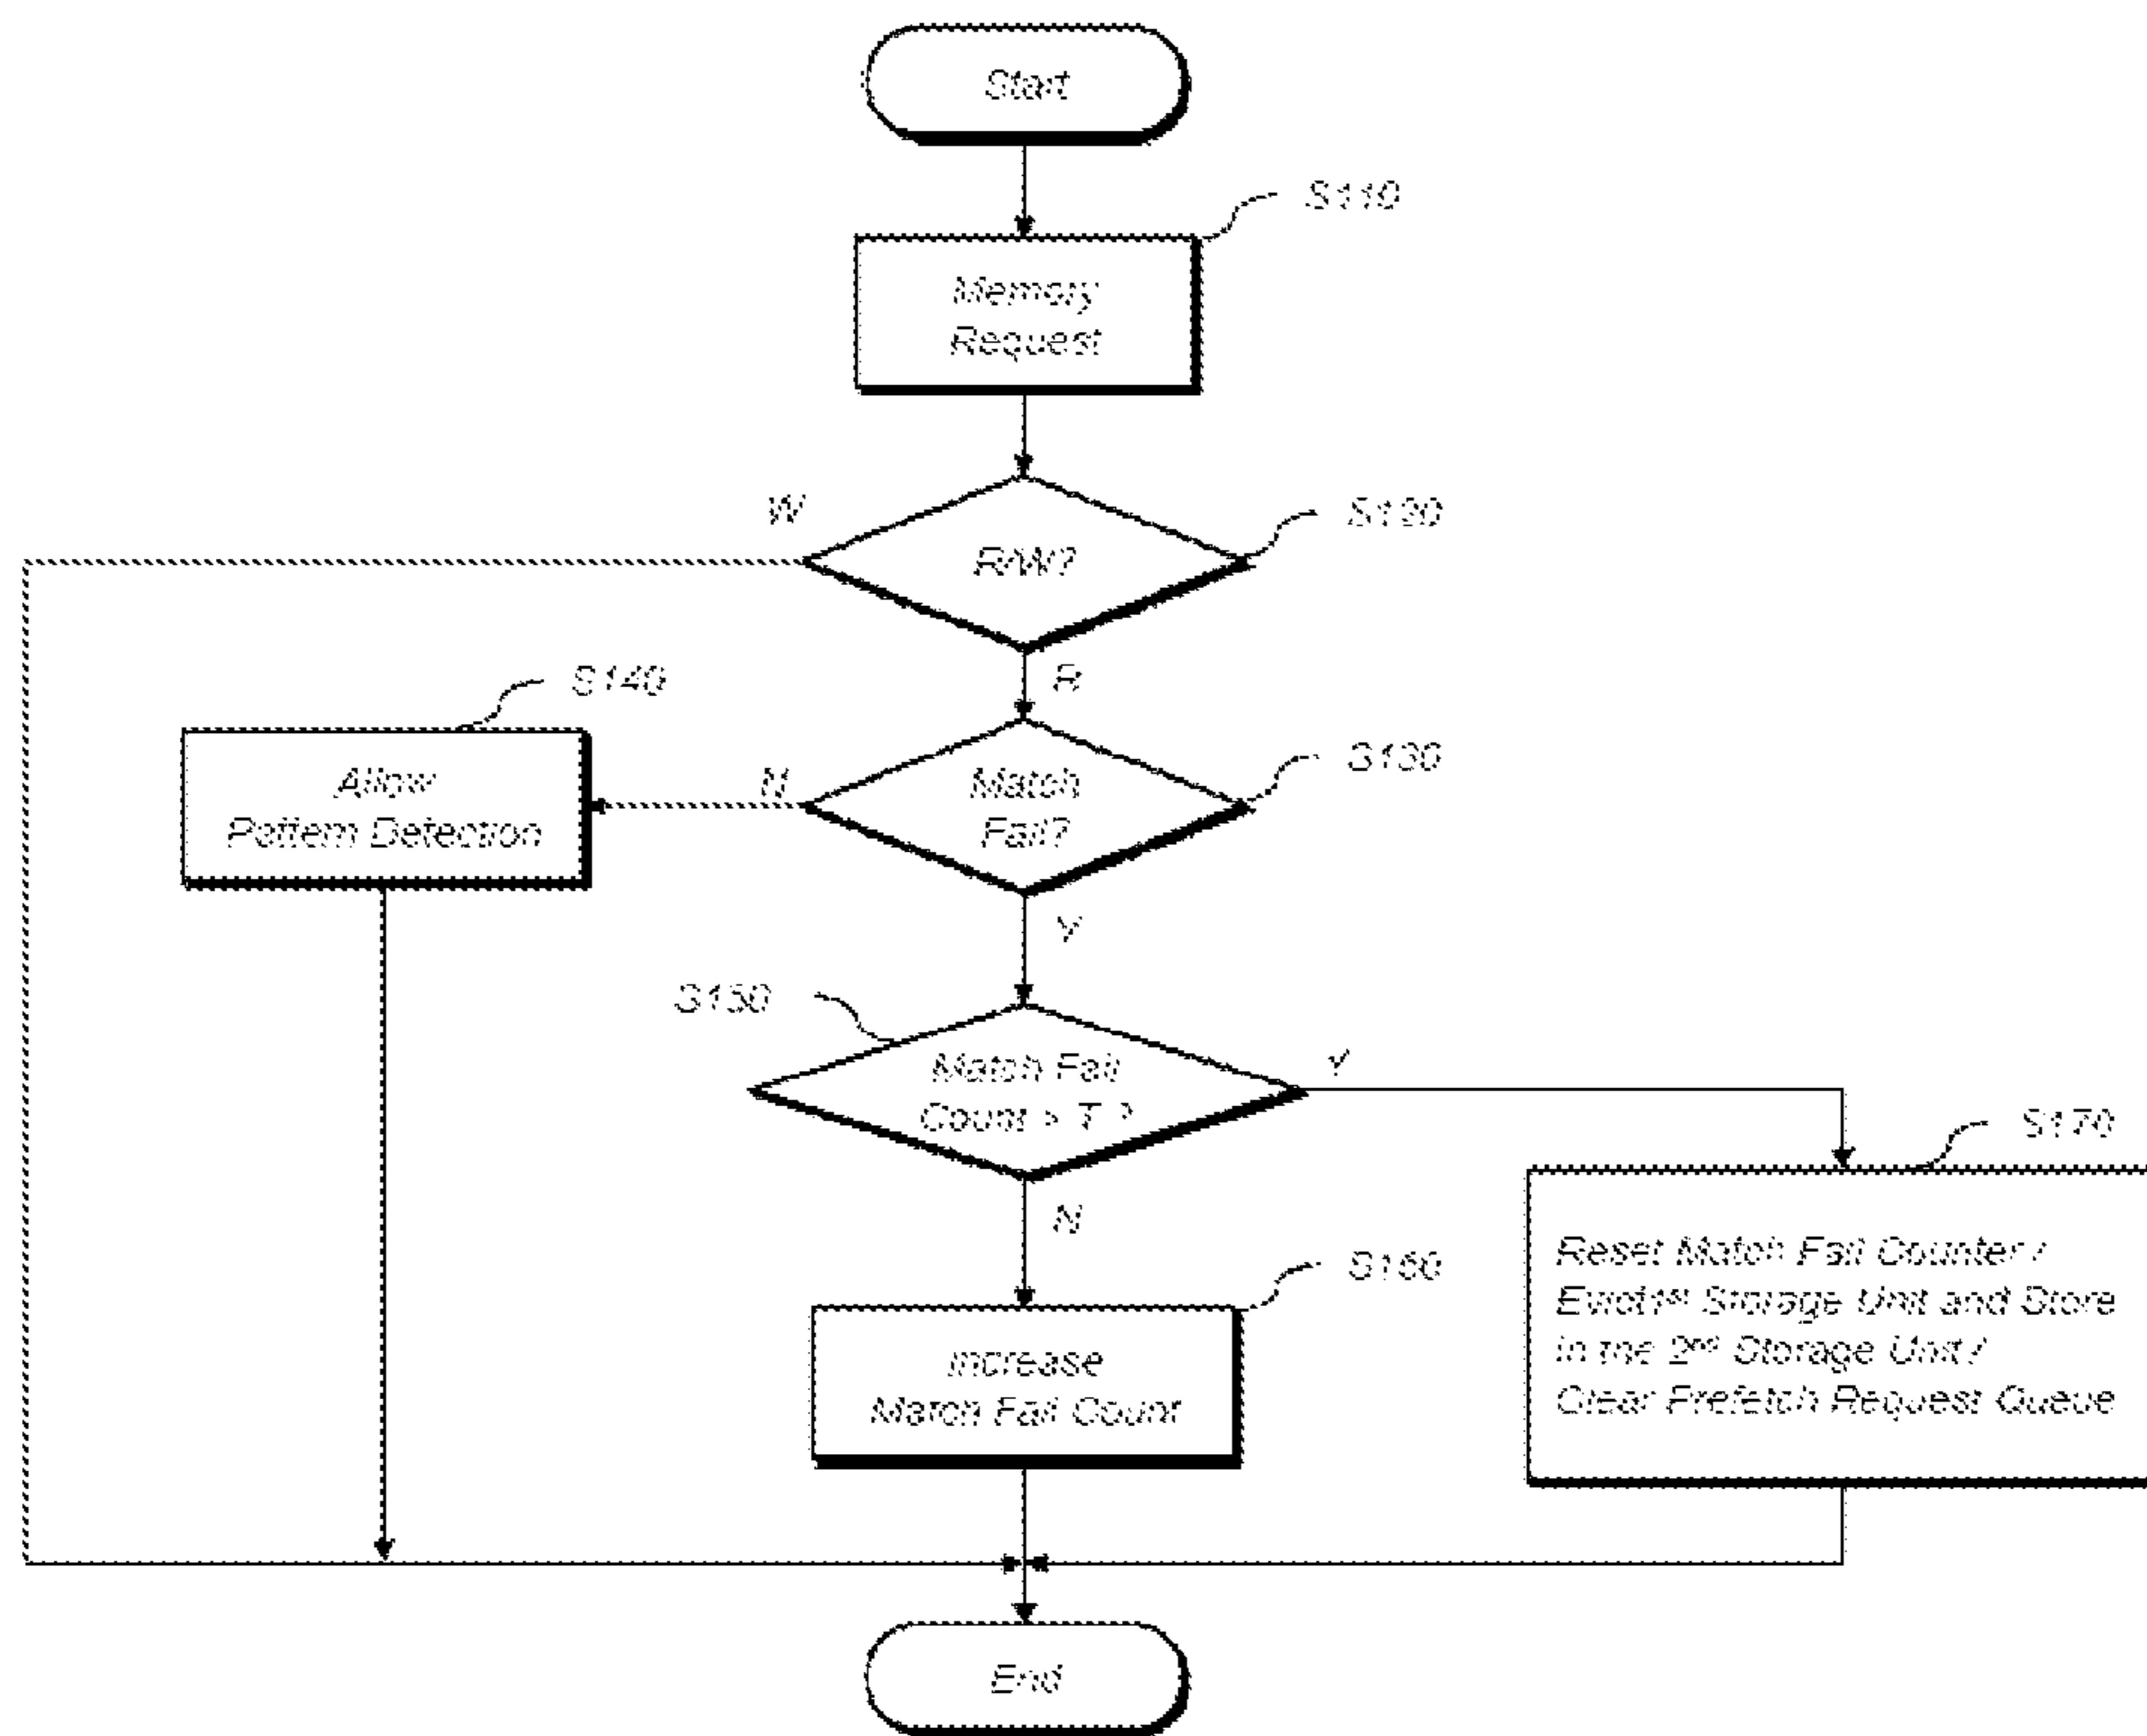 Start
S110
Memory
Request
W
S120
R/W?
R
S140
Allow
Pattern Detection
N
Match
Fail?
S130
Y
S150
Match Fail
Count > T ?
Y
S170
N
Reset Match Fail Counter /
Evict 1st Storage Unit and Store
in the 2nd Storage Unit /
Clear Prefetch Request Queue
S160
Increase
Match Fail Count
End